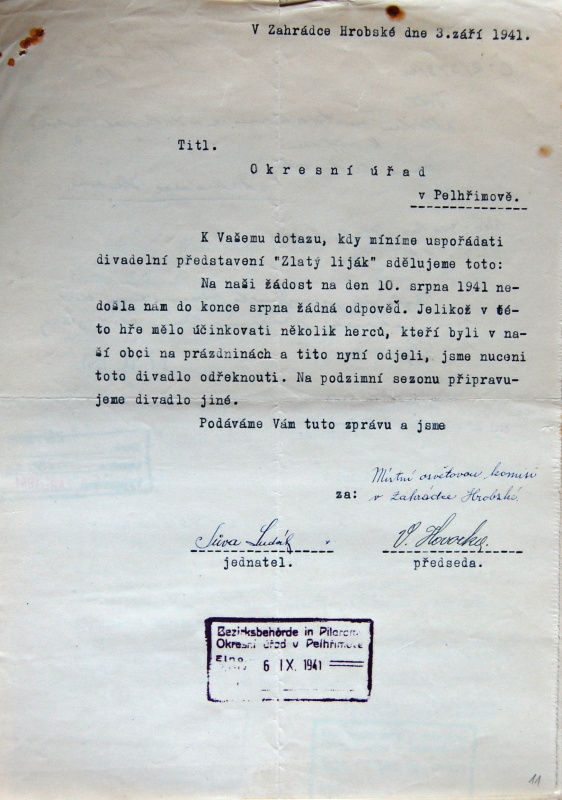 V Zahrádce Hrobské dne 3.září 1941.
Titl.
Okresní úřad
v Pelhřimově.
K Vašemu dotazu, kdy míníme uspořádati
divadelní představení "Zlatý liják" sdělujeme toto:
Na naši žádost na den 10. srpna 1941 ne-
došla nám do konce srpna žádná odpověď. Jelikož v té-
to hře mělo účinkovati několik herců, kteří byli v na-
ší obci na prázdninách a tito nyní odjeli, jsme nuceni
toto divadlo odřeknouti. Na podzimní sezonu připravu-
jeme divadlo jiné.
Podáváme Vám tuto zprávu a jsme
Místní osvětovou komisi
za: v Zahrádce Hrobské
jednatel. předseda.
Bezirksbehörde in Pilgram
Okresní úřad v Pelhřimově
6 IX. 1941
11